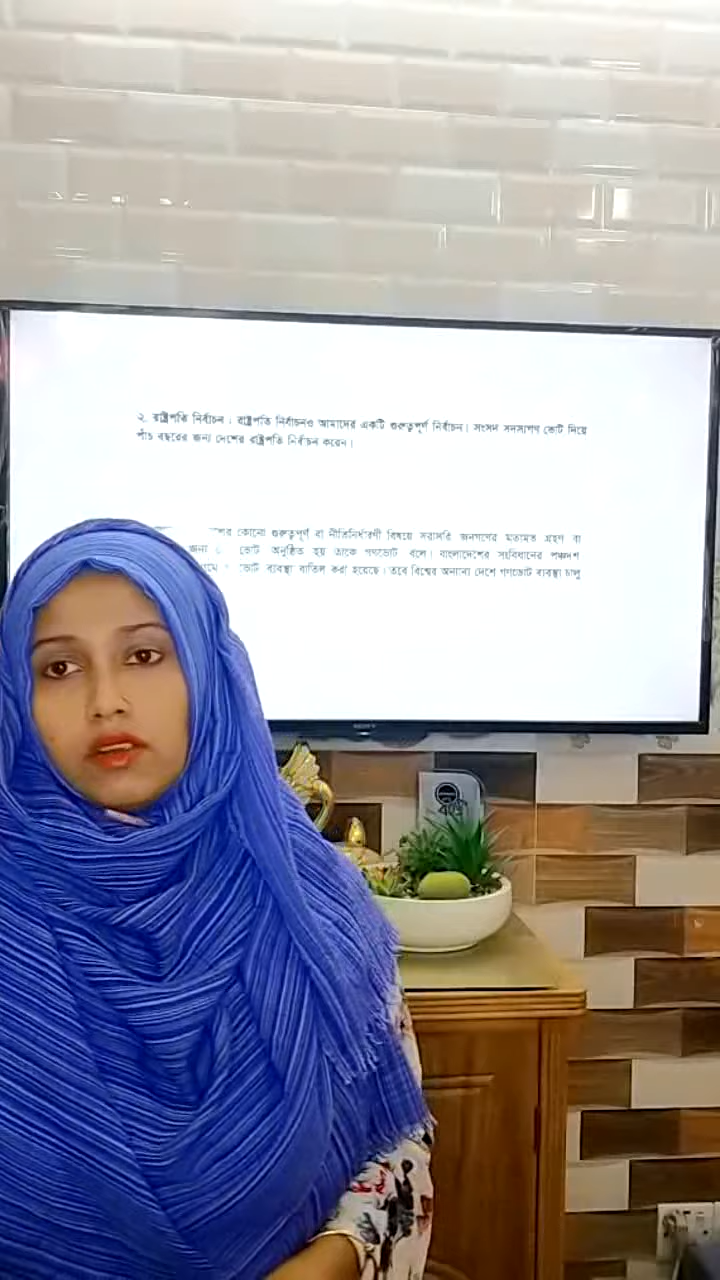 ২. রাষ্ট্রপতি নির্বাচন : রাষ্ট্রপতি নির্বাচনও আমাদের একটি গুরুত্বপূর্ণ নির্বাচন। সংসদ সদস্যগণ ভোট দিয়ে
পাঁচ বছরের জন্য দেশের রাষ্ট্রপতি নির্বাচন করেন।
কোনো গুরুত্বপূর্ণ বা নীতিনির্ধারণী বিষয়ে সরাসরি জনগণের মতামত গ্রহণ বা
জন্য ভোট অনুষ্ঠিত হয় তাকে গণভোট বলে। বাংলাদেশের সংবিধানের পঞ্চদশ
ব্যবস্থা বাতিল করা হয়েছে। তবে বিশ্বের অন্যান্য দেশে গণভোট ব্যবস্থা চালু
SONY